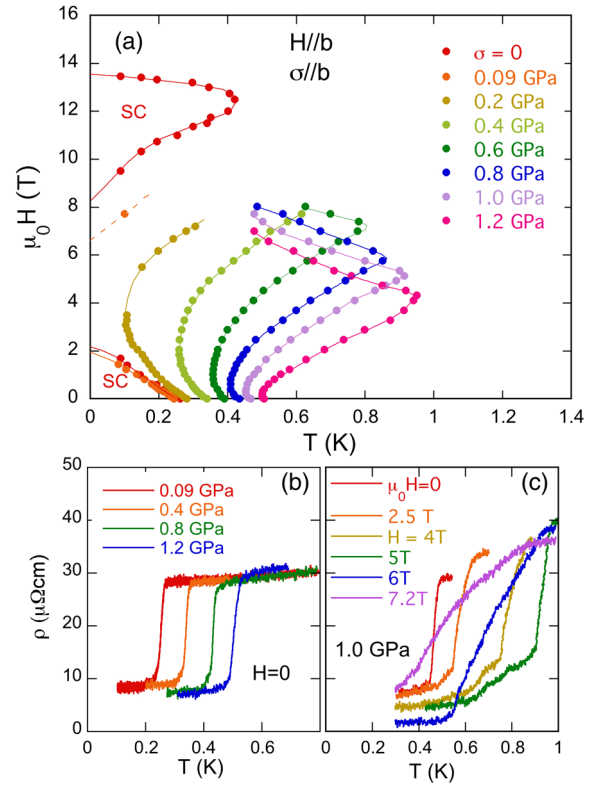 (a)
H//b
σ//b
σ = 0
0.09 GPa
0.2 GPa
0.4 GPa
0.6 GPa
0.8 GPa
1.0 GPa
1.2 GPa
SC
SC
μ0H (T)
16
14
12
10
8
6
4
2
0
0 0.2 0.4 0.6 0.8 1 1.2 1.4
T (K)
(b)
0.09 GPa
0.4 GPa
0.8 GPa
1.2 GPa
H=0
ρ (μΩcm)
50
40
30
20
10
0
0 0.2 0.4 0.6
T (K)
(c)
μ0H=0
2.5 T
H = 4T
5T
6T
7.2T
1.0 GPa
0 0.2 0.4 0.6 0.8 1
T (K)